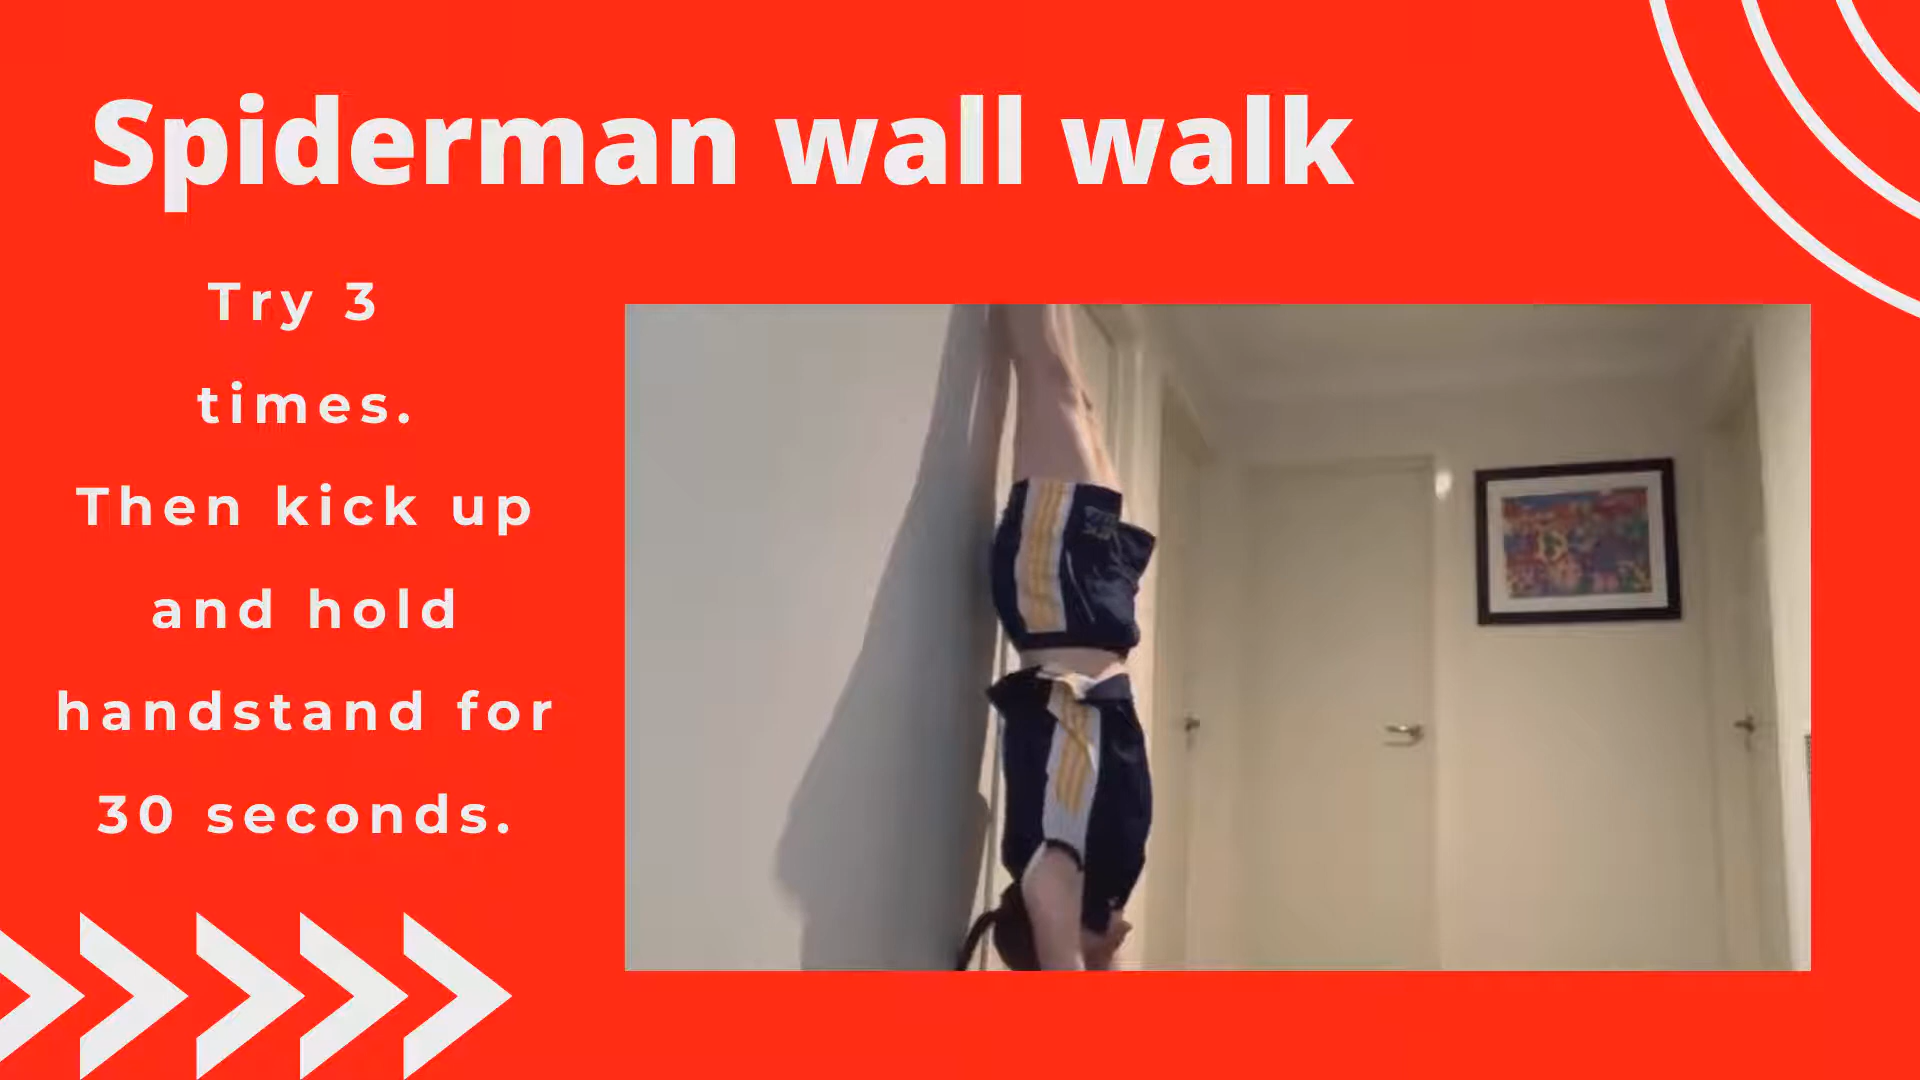 Spiderman wall walk
Try 3
times.
Then kick up
and hold
handstand for
30 seconds.